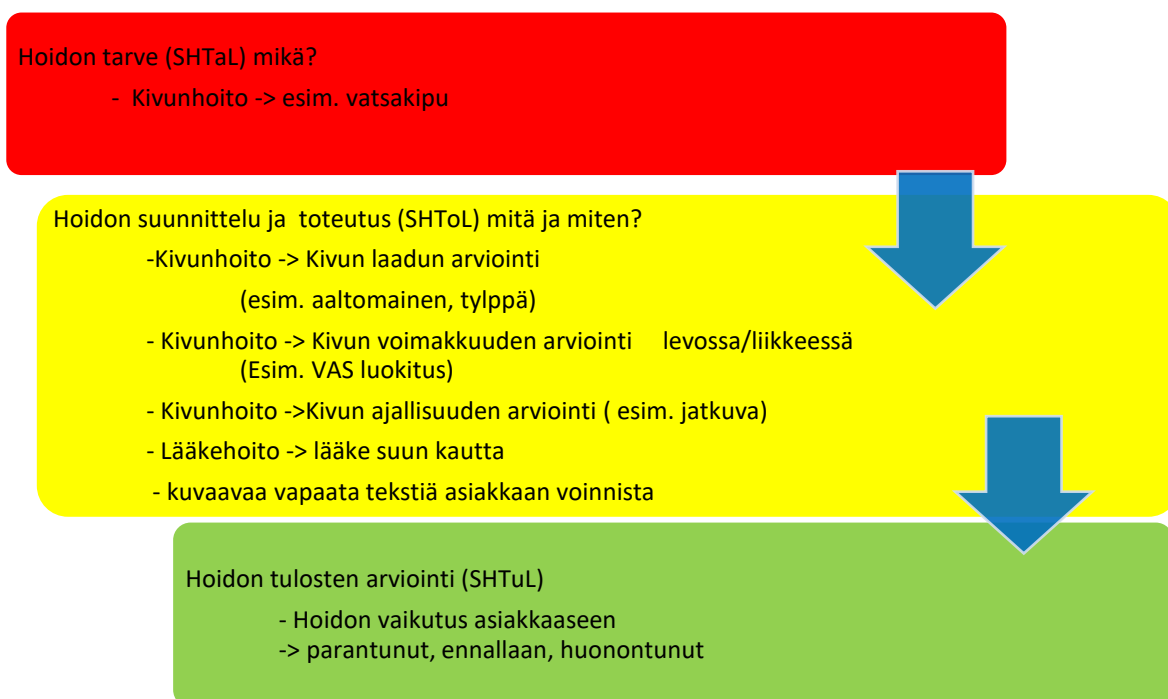 Hoidon tarve (SHTaL) mikä?
- Kivunhoito -> esim. vatsakipu
Hoidon suunnittelu ja toteutus (SHToL) mitä ja miten?
-Kivunhoito -> Kivun laadun arviointi
(esim. aaltomainen, tylppä)
- Kivunhoito -> Kivun voimakkuuden arviointi levossa/liikkeessä
(Esim. VAS luokitus)
- Kivunhoito ->Kivun ajallisuuden arviointi ( esim. jatkuva)
- Lääkehoito -> lääke suun kautta
- kuvaavaa vapaata tekstiä asiakkaan voinnista
Hoidon tulosten arviointi (SHTuL)
- Hoidon vaikutus asiakkaaseen
-> parantunut, ennallaan, huonontunut